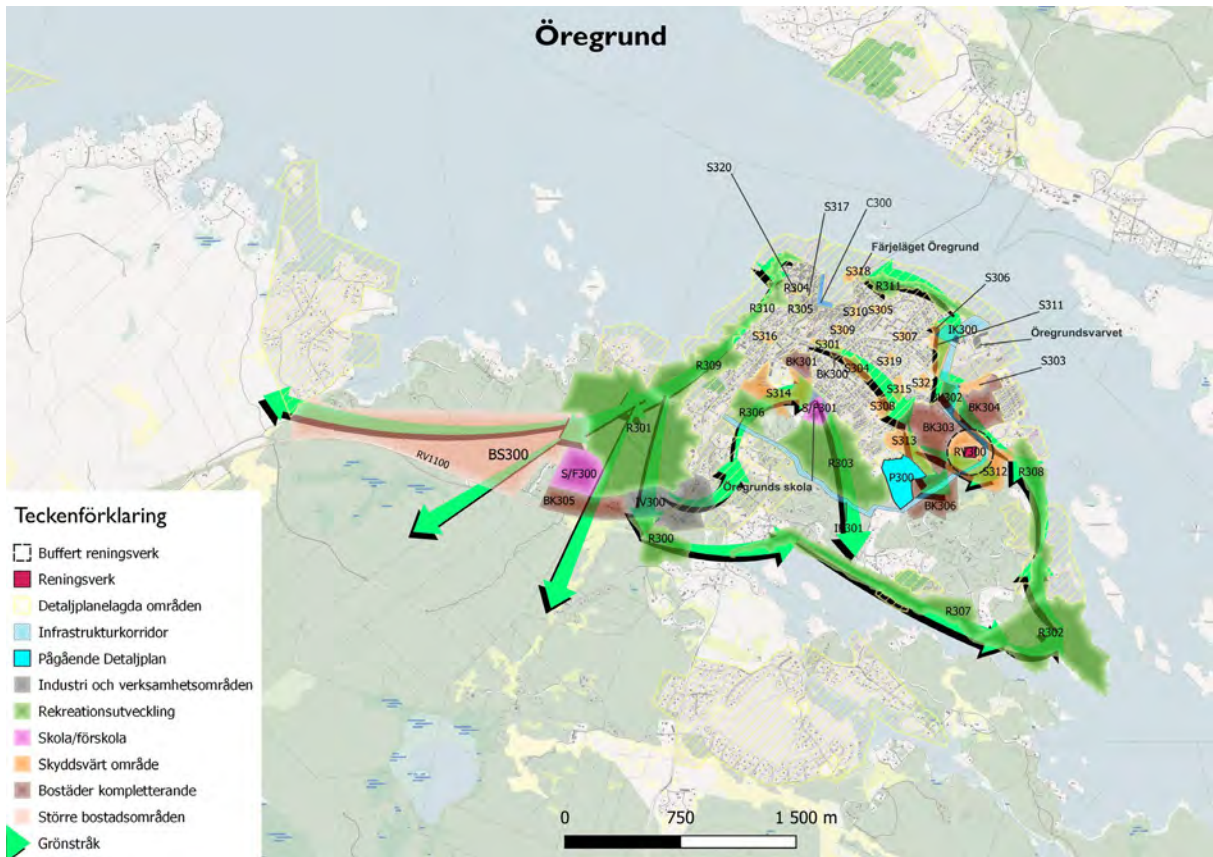 Öregrund
S320
S317
C300
Färjeläget Öregrund
S318
S306
R304
R311
S311
R310
R305
S310
S305
IK300
Öregrundsvarvet
S316
S309
S307
S301
S303
BK301
S319
R309
BK300
S304
S315
S321
S314
S/F301
S308
BK304
R306
R301
BK303
S313
RV1100
BS300
RV300
S/F300
R303
P300
S312
R308
BK305
IV300
Öregrunds skola
BK306
R300
IK301
R307
R302
Teckenförklaring
Buffert reningsverk
Reningsverk
Detaljplanelagda områden
Infrastrukturkorridor
Pågående Detaljplan
Industri och verksamhetsområden
Rekreationsutveckling
Skola/förskola
Skyddsvärt område
Bostäder kompletterande
Större bostadsområden
Grönstråk
0 750 1 500 m